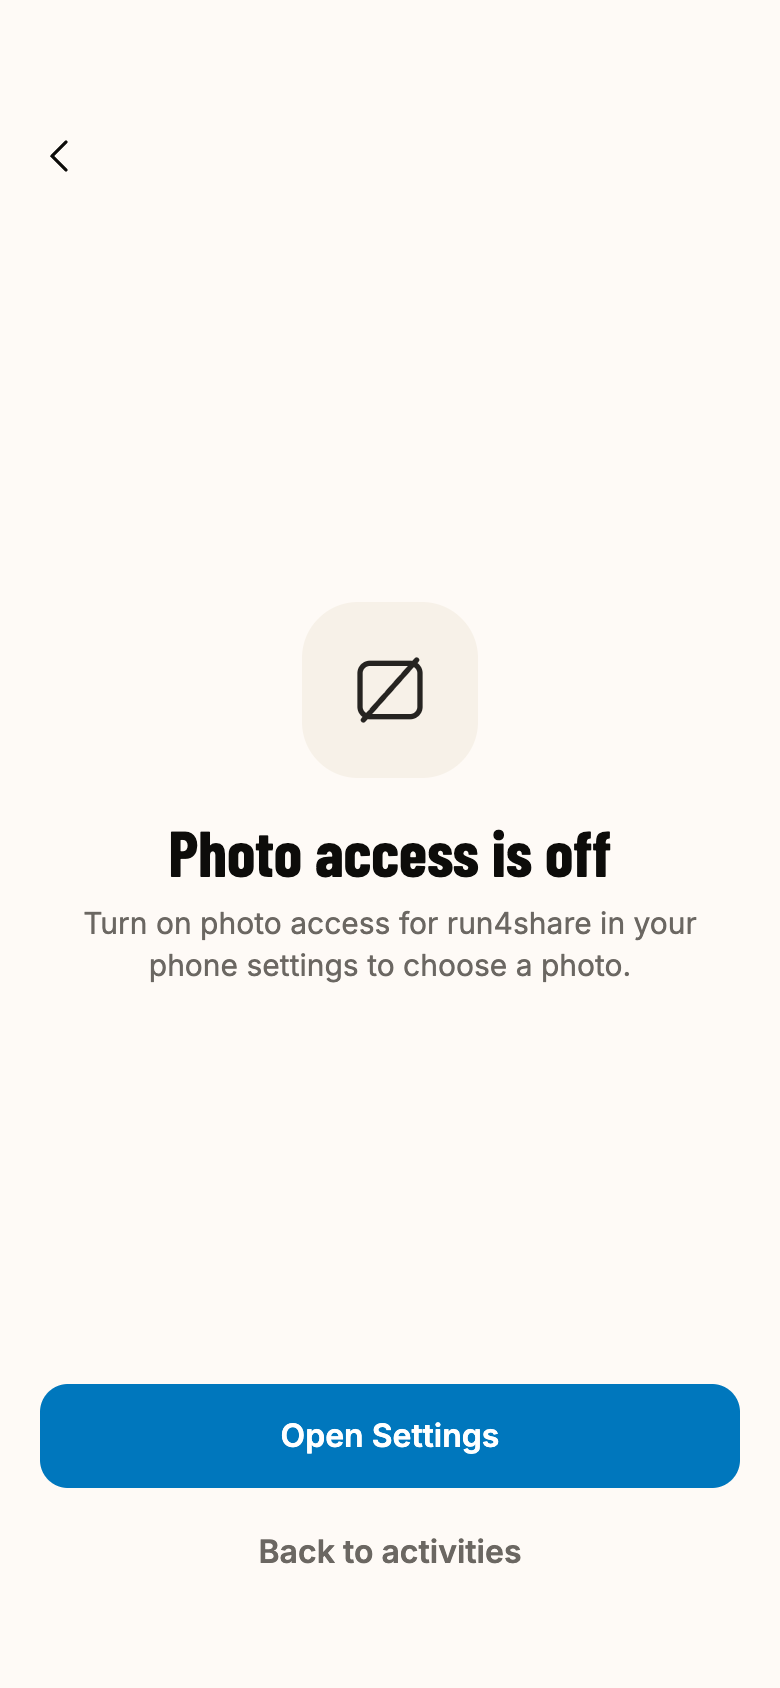 Photo access is off
Turn on photo access for run4share in your
phone settings to choose a photo.
Open Settings
Back to activities